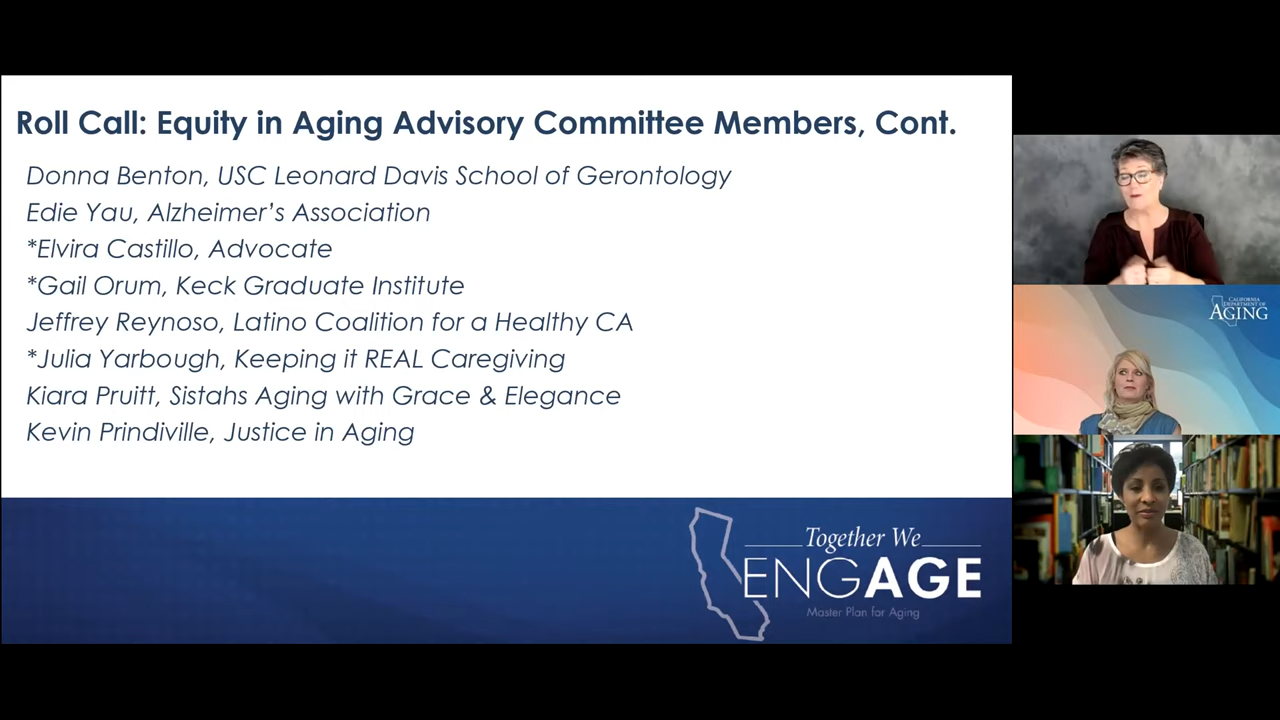 Roll Call: Equity in Aging Advisory Committee Members, Cont.
Donna Benton, USC Leonard Davis School of Gerontology
Edie Yau, Alzheimer’s Association
*Elvira Castillo, Advocate
*Gail Orum, Keck Graduate Institute
Jeffrey Reynoso, Latino Coalition for a Healthy CA
*Julia Yarbough, Keeping it REAL Caregiving
Kiara Pruitt, Sistahs Aging with Grace & Elegance
Kevin Prindiville, Justice in Aging
Together We
ENGAGE
Master Plan for Aging
CALIFORNIA
DEPARTMENT OF
AGING